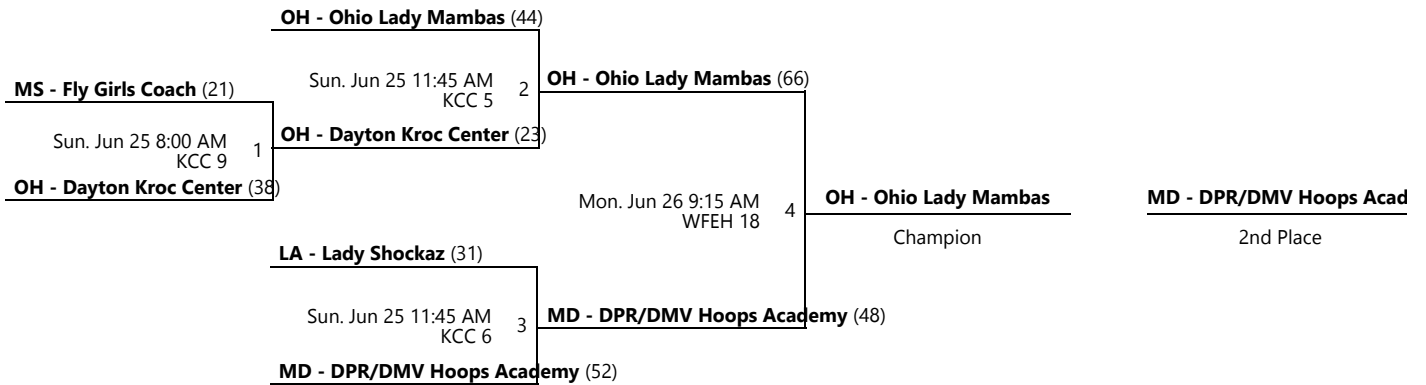 OH - Ohio Lady Mambas (44)
MS - Fly Girls Coach (21)
Sun. Jun 25 11:45 AM
KCC 5
2
OH - Ohio Lady Mambas (66)
Sun. Jun 25 8:00 AM
KCC 9
1
OH - Dayton Kroc Center (23)
OH - Dayton Kroc Center (38)
Mon. Jun 26 9:15 AM
WFEH 18
4
OH - Ohio Lady Mambas
Champion
MD - DPR/DMV Hoops Acad
2nd Place
LA - Lady Shockaz (31)
Sun. Jun 25 11:45 AM
KCC 6
3
MD - DPR/DMV Hoops Academy (48)
MD - DPR/DMV Hoops Academy (52)